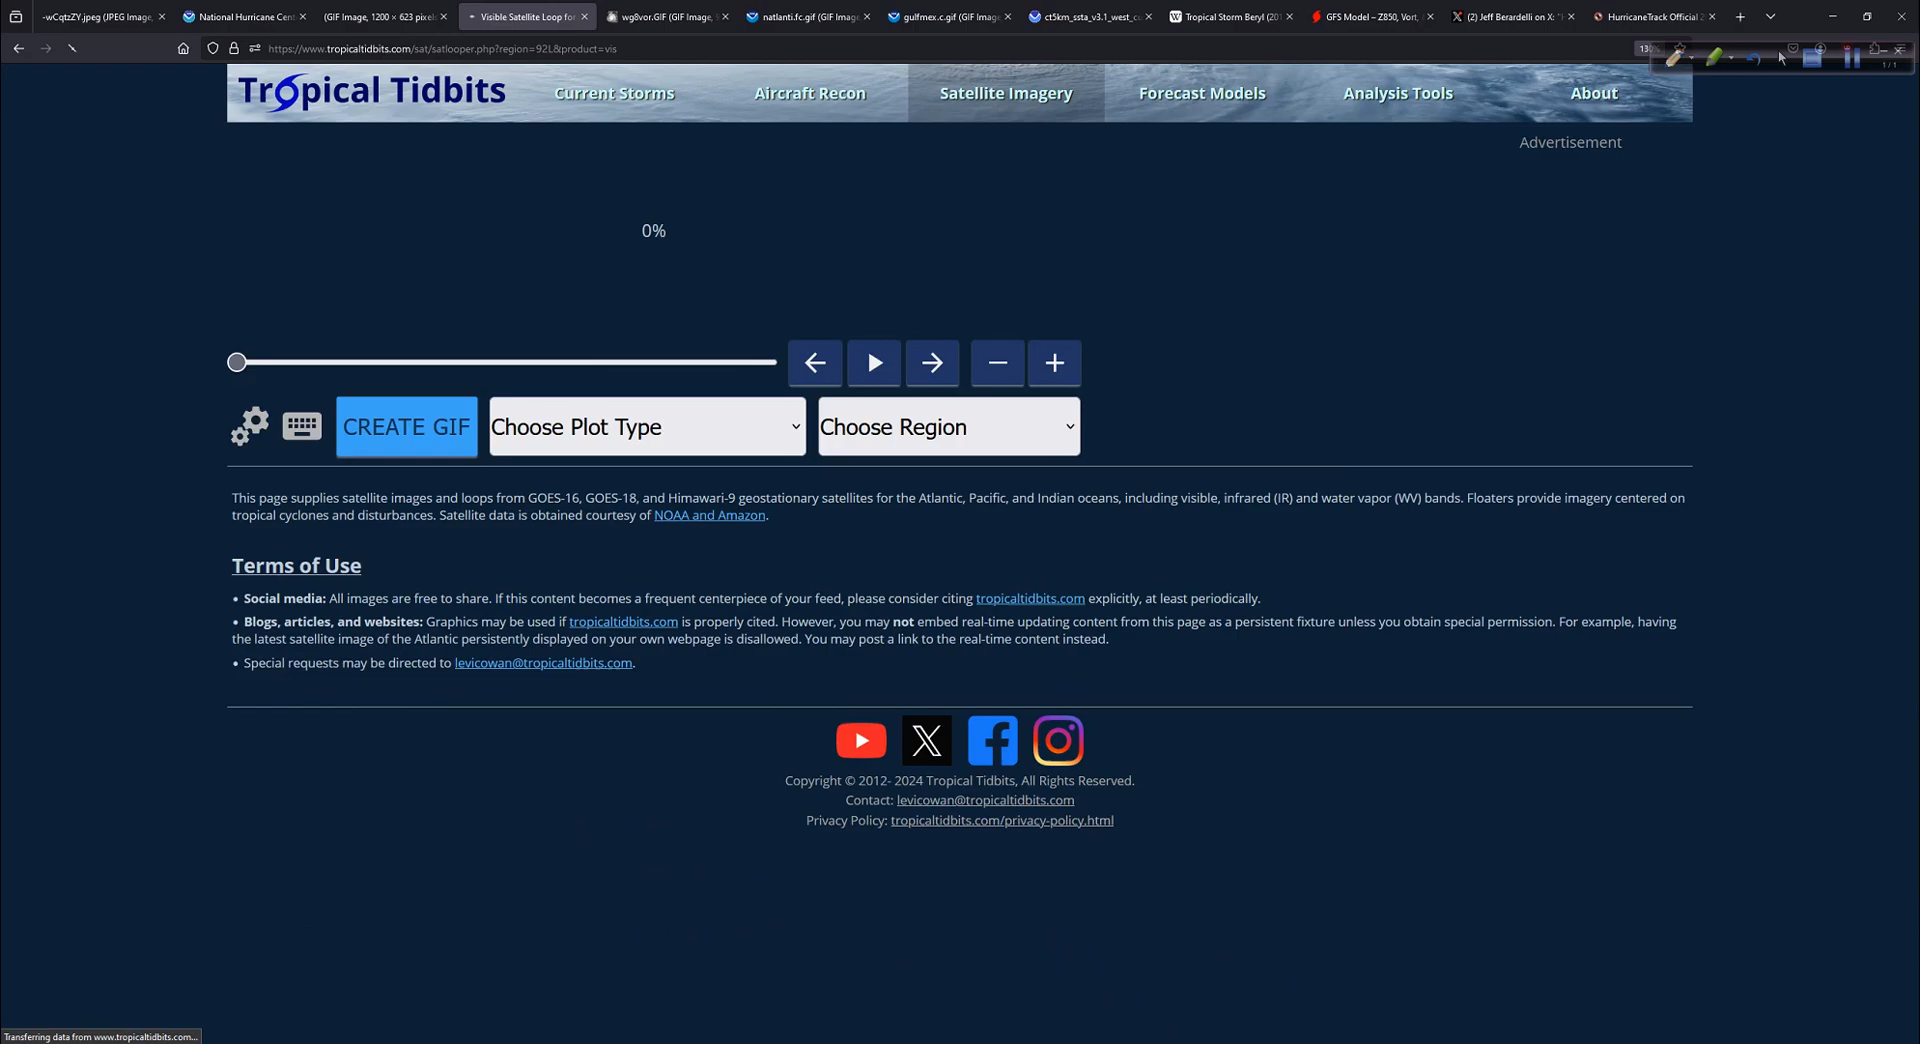 -wCqtzZY.jpeg (JPEG Image,
National Hurricane Cent
(GIF Image, 1200 × 623 pixels
Visible Satellite Loop for
wg8vor.GIF (GIF Image,
natlanti.fc.gif (GIF Imag
gulfmex.c.gif (GIF Imag
ct5km_ssta_v3.1_west_c
Tropical Storm Beryl (201
GFS Model – Z850, Vort,
(2) Jeff Berardelli on X: "
HurricaneTrack Official 2
https://www.tropicaltidbits.com/sat/satlooper.php?region=92L&product=vis
130%
1/1
Tropical Tidbits
Current Storms
Aircraft Recon
Satellite Imagery
Forecast Models
Analysis Tools
About
Advertisement
0%
CREATE GIF
Choose Plot Type
Choose Region
This page supplies satellite images and loops from GOES-16, GOES-18, and Himawari-9 geostationary satellites for the Atlantic, Pacific, and Indian oceans, including visible, infrared (IR) and water vapor (WV) bands. Floaters provide imagery centered on
tropical cyclones and disturbances. Satellite data is obtained courtesy of NOAA and Amazon.
Terms of Use
• Social media: All images are free to share. If this content becomes a frequent centerpiece of your feed, please consider citing tropicaltidbits.com explicitly, at least periodically.
• Blogs, articles, and websites: Graphics may be used if tropicaltidbits.com is properly cited. However, you may not embed real-time updating content from this page as a persistent fixture unless you obtain special permission. For example, having
the latest satellite image of the Atlantic persistently displayed on your own webpage is disallowed. You may post a link to the real-time content instead.
• Special requests may be directed to levicowan@tropicaltidbits.com.
Copyright © 2012- 2024 Tropical Tidbits, All Rights Reserved.
Contact: levicowan@tropicaltidbits.com
Privacy Policy: tropicaltidbits.com/privacy-policy.html
Transferring data from www.tropicaltidbits.com...